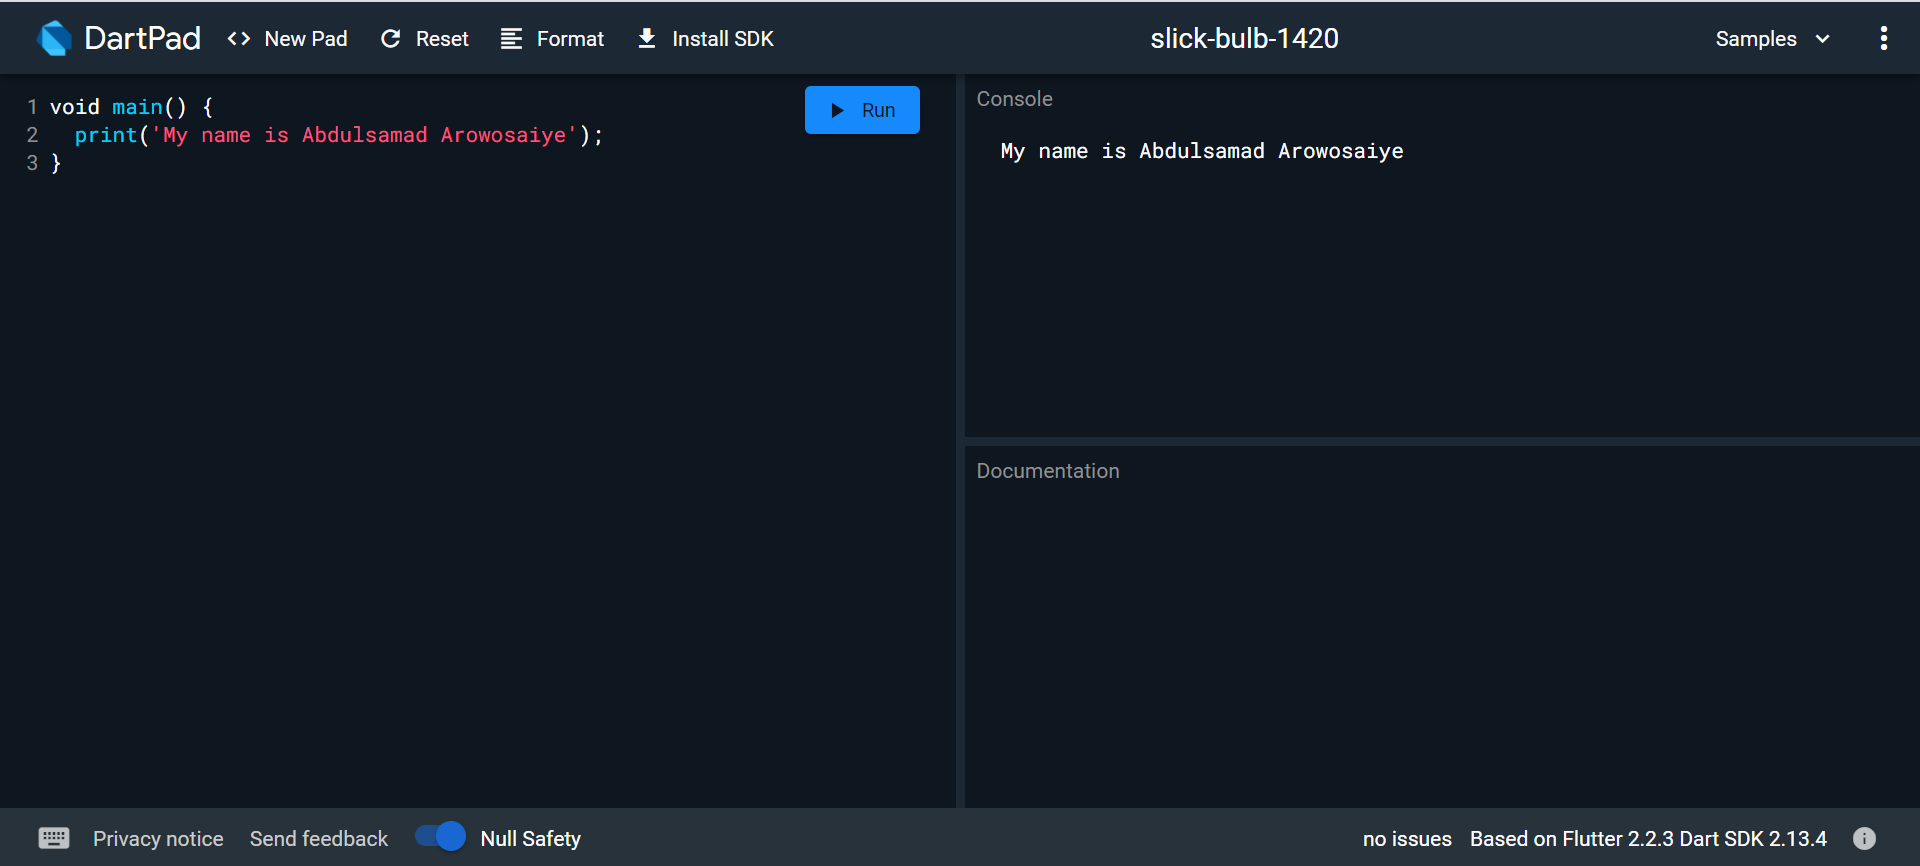 DartPad <> New Pad Reset Format Install SDK slick-bulb-1420 Samples
1 void main() {
2   print('My name is Abdulsamad Arowosaiye');
3 }
Run
Console
My name is Abdulsamad Arowosaiye
Documentation
Privacy notice Send feedback Null Safety no issues Based on Flutter 2.2.3 Dart SDK 2.13.4